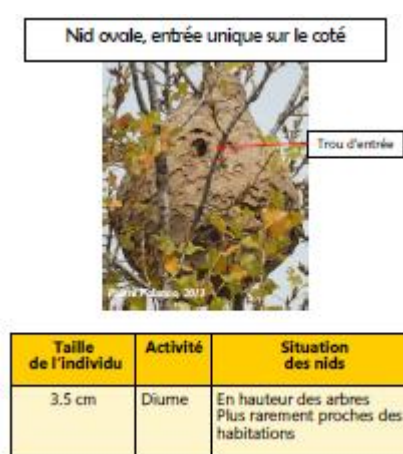 Nid ovale, entrée unique sur le coté
Trou d'entrée
2013
Taille de l'individu
Activité
Situation des nids
3.5 cm
Diurne
En hauteur des arbres
Plus rarement proches des
habitations